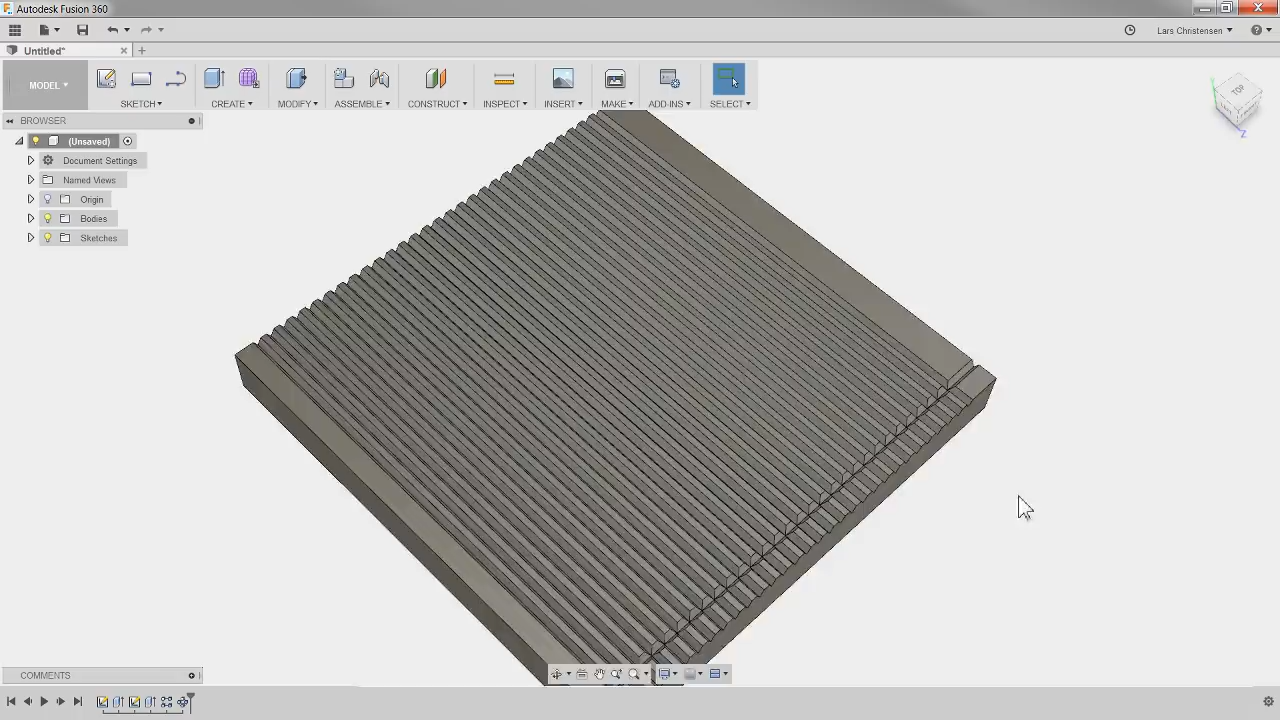 Autodesk Fusion 360
Lars Christensen
Untitled*
MODEL
SKETCH
CREATE
MODIFY
ASSEMBLE
CONSTRUCT
INSPECT
INSERT
MAKE
ADD-INS
SELECT
TOP
Z
BROWSER
(Unsaved)
Document Settings
Named Views
Origin
Bodies
Sketches
COMMENTS